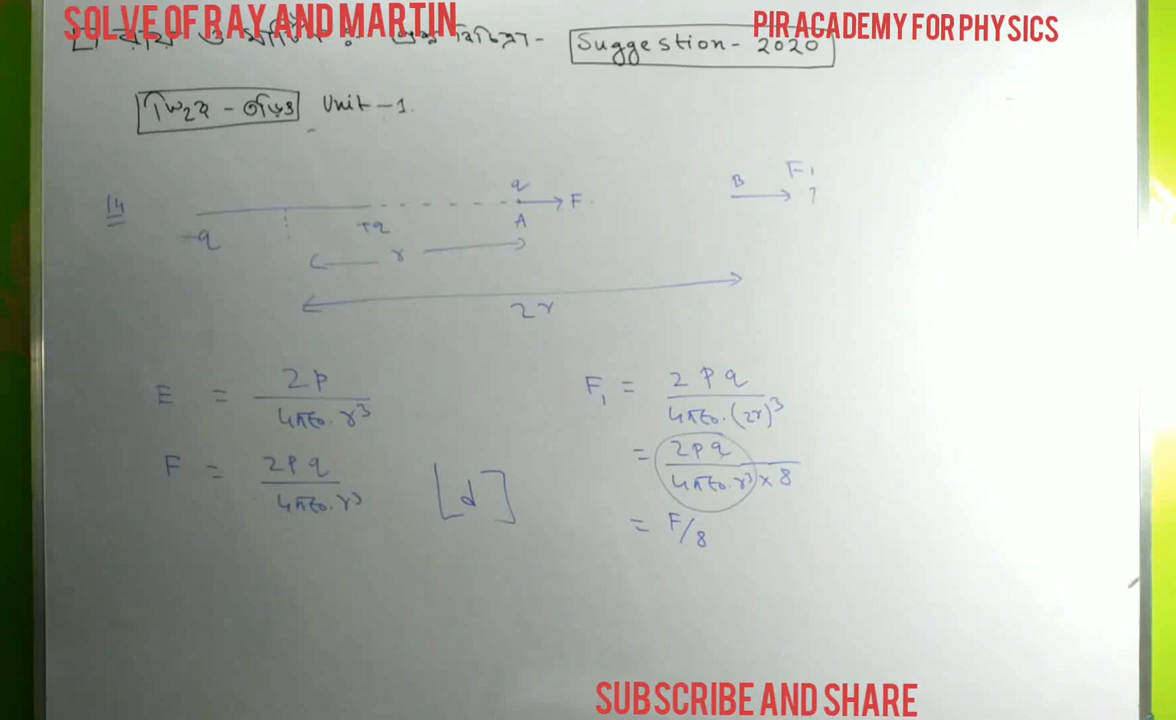 SOLVE OF RAY AND MARTIN
PIR ACADEMY FOR PHYSICS
রায় ও মার্টিন : প্রশ্ন বিচিত্রা -
Suggestion - 2020
Unit - 1.
14
-q +q q A F B F₁ ?
r
2r
E = 2p / 4πε₀.r³
F = 2pq / 4πε₀.r³
[d]
F₁ = 2pq / 4πε₀.(2r)³
= 2pq / 4πε₀.r³ × 8
= F/8
SUBSCRIBE AND SHARE